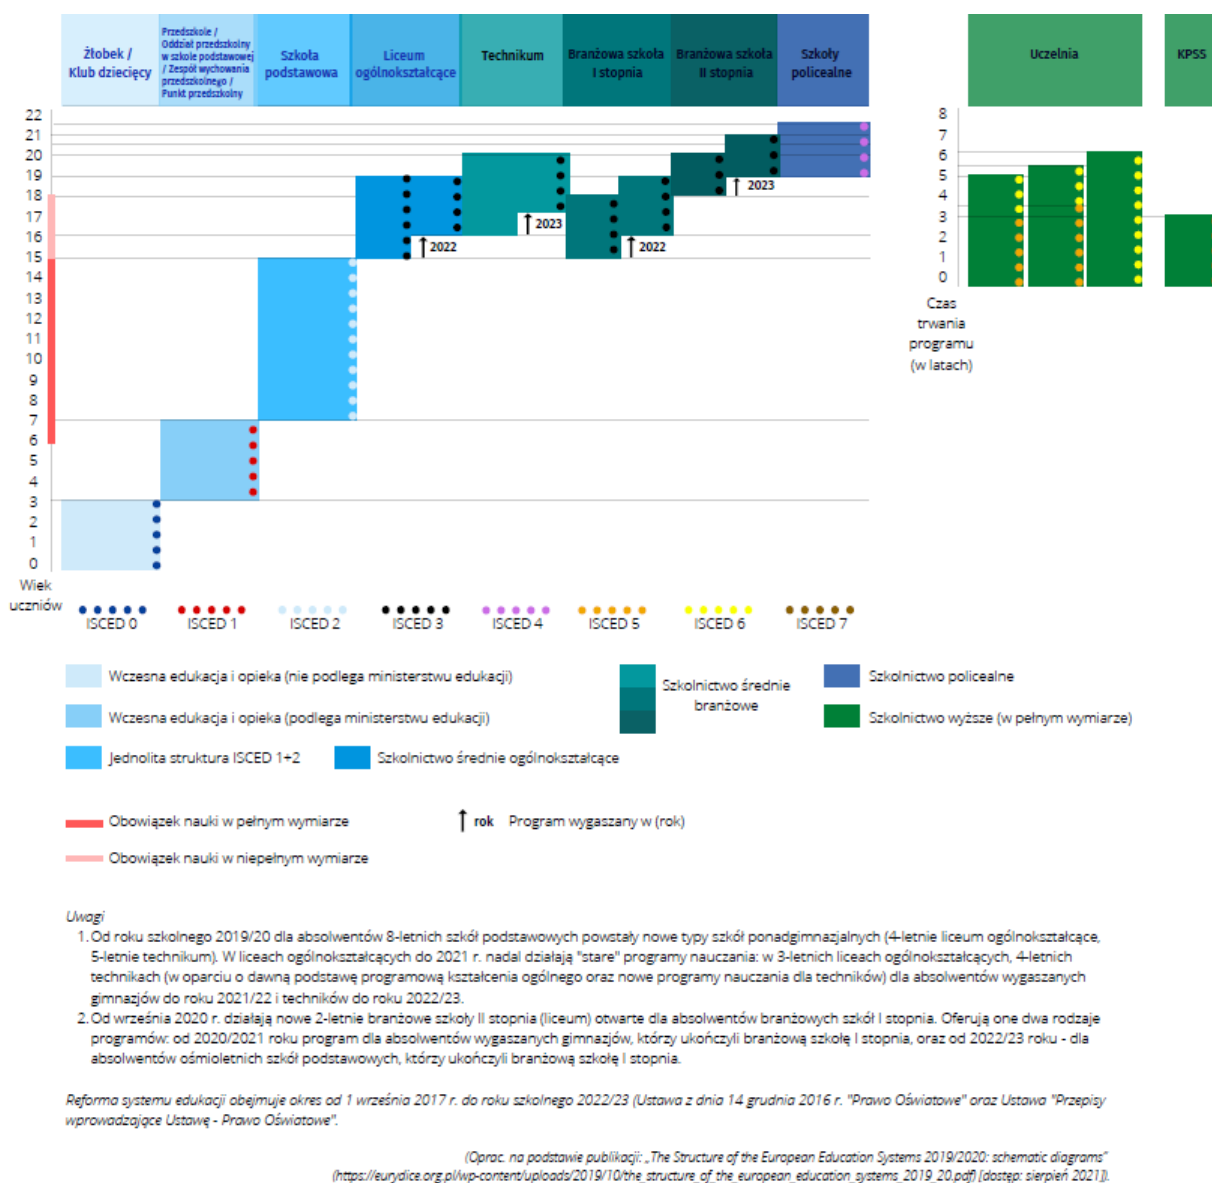 Żłobek /
Klub dziecięcy
Przedszkole /
Oddział przedszkolny
w szkole podstawowej
/ Zespół wychowania
przedszkolnego /
Punkt przedszkolny
Szkoła
podstawowa
Liceum
ogólnokształcące
Technikum
Branżowa szkoła
I stopnia
Branżowa szkoła
II stopnia
Szkoły
policealne
Uczelnia
KPSS
22
21
20
19
18
17
16
15
14
13
12
11
10
9
8
7
6
5
4
3
2
1
0
Wiek
uczniów
2022
2023
2022
2023
8
7
6
5
4
3
2
1
0
Czas
trwania
programu
(w latach)
ISCED 0
ISCED 1
ISCED 2
ISCED 3
ISCED 4
ISCED 5
ISCED 6
ISCED 7
Wczesna edukacja i opieka (nie podlega ministerstwu edukacji)
Wczesna edukacja i opieka (podlega ministerstwu edukacji)
Jednolita struktura ISCED 1+2
Szkolnictwo średnie ogólnokształcące
Szkolnictwo średnie
branżowe
Szkolnictwo policealne
Szkolnictwo wyższe (w pełnym wymiarze)
Obowiązek nauki w pełnym wymiarze
rok Program wygaszany w (rok)
Obowiązek nauki w niepełnym wymiarze
Uwagi
1. Od roku szkolnego 2019/20 dla absolwentów 8-letnich szkół podstawowych powstały nowe typy szkół ponadgimnazjalnych (4-letnie liceum ogólnokształcące,
5-letnie technikum). W liceach ogólnokształcących do 2021 r. nadal działają "stare" programy nauczania: w 3-letnich liceach ogólnokształcących, 4-letnich
technikach (w oparciu o dawną podstawę programową kształcenia ogólnego oraz nowe programy nauczania dla techników) dla absolwentów wygaszanych
gimnazjów do roku 2021/22 i techników do roku 2022/23.
2. Od września 2020 r. działają nowe 2-letnie branżowe szkoły II stopnia (liceum) otwarte dla absolwentów branżowych szkół I stopnia. Oferują one dwa rodzaje
programów: od 2020/2021 roku program dla absolwentów wygaszanych gimnazjów, którzy ukończyli branżową szkołę I stopnia, oraz od 2022/23 roku - dla
absolwentów ośmioletnich szkół podstawowych, którzy ukończyli branżową szkołę I stopnia.
Reforma systemu edukacji obejmuje okres od 1 września 2017 r. do roku szkolnego 2022/23 (Ustawa z dnia 14 grudnia 2016 r. "Prawo Oświatowe" oraz Ustawa "Przepisy
wprowadzające Ustawę - Prawo Oświatowe".
(Oprac. na podstawie publikacji: „The Structure of the European Education Systems 2019/2020: schematic diagrams"
(https://eurydice.org.pl/wp-content/uploads/2019/10/the_structure_of_the_european_education_systems_2019_20.pdf) [dostęp: sierpień 2021]).